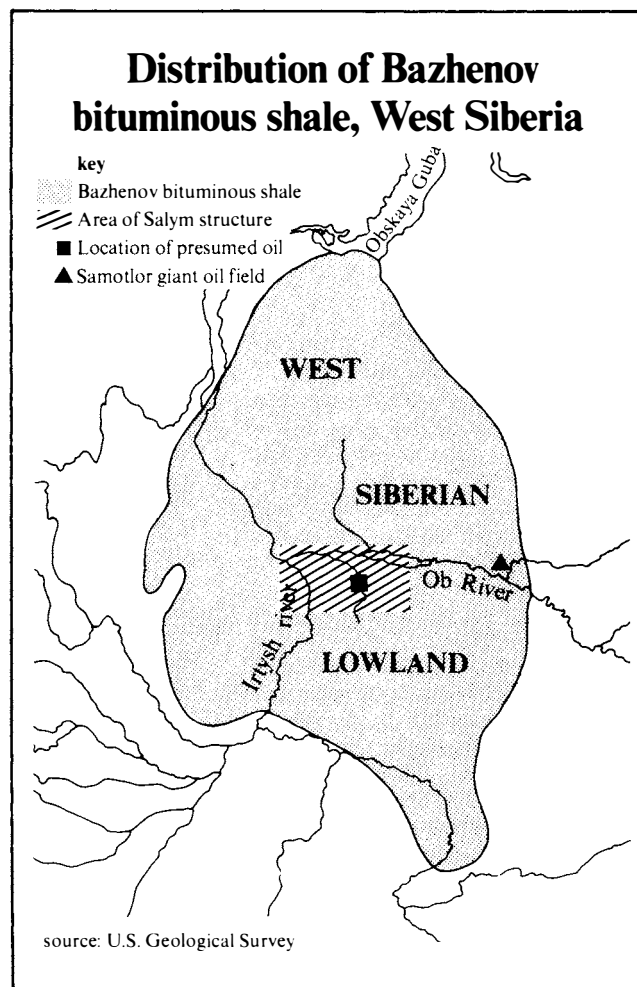 Distribution of Bazhenov
bituminous shale, West Siberia
key
Bazhenov bituminous shale
Area of Salym structure
Location of presumed oil
Samotlor giant oil field
Obskaya Guba
WEST
SIBERIAN
Ob River
Irtysh river
LOWLAND
source: U.S. Geological Survey